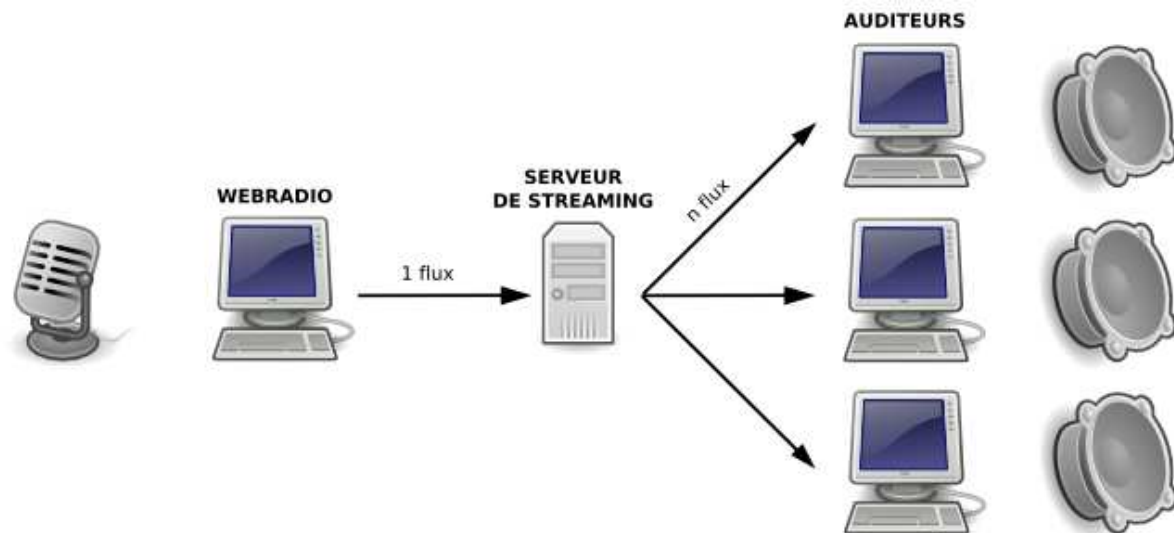 AUDITEURS
WEBRADIO
SERVEUR
DE STREAMING
1 flux
n flux